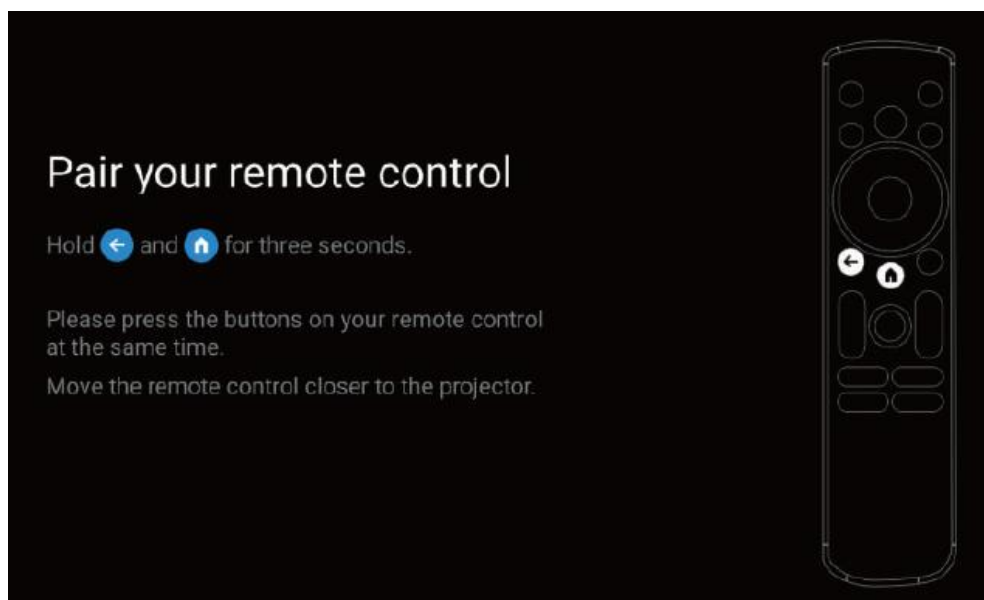 Pair your remote control
Hold and for three seconds.
Please press the buttons on your remote control
at the same time.
Move the remote control closer to the projector.